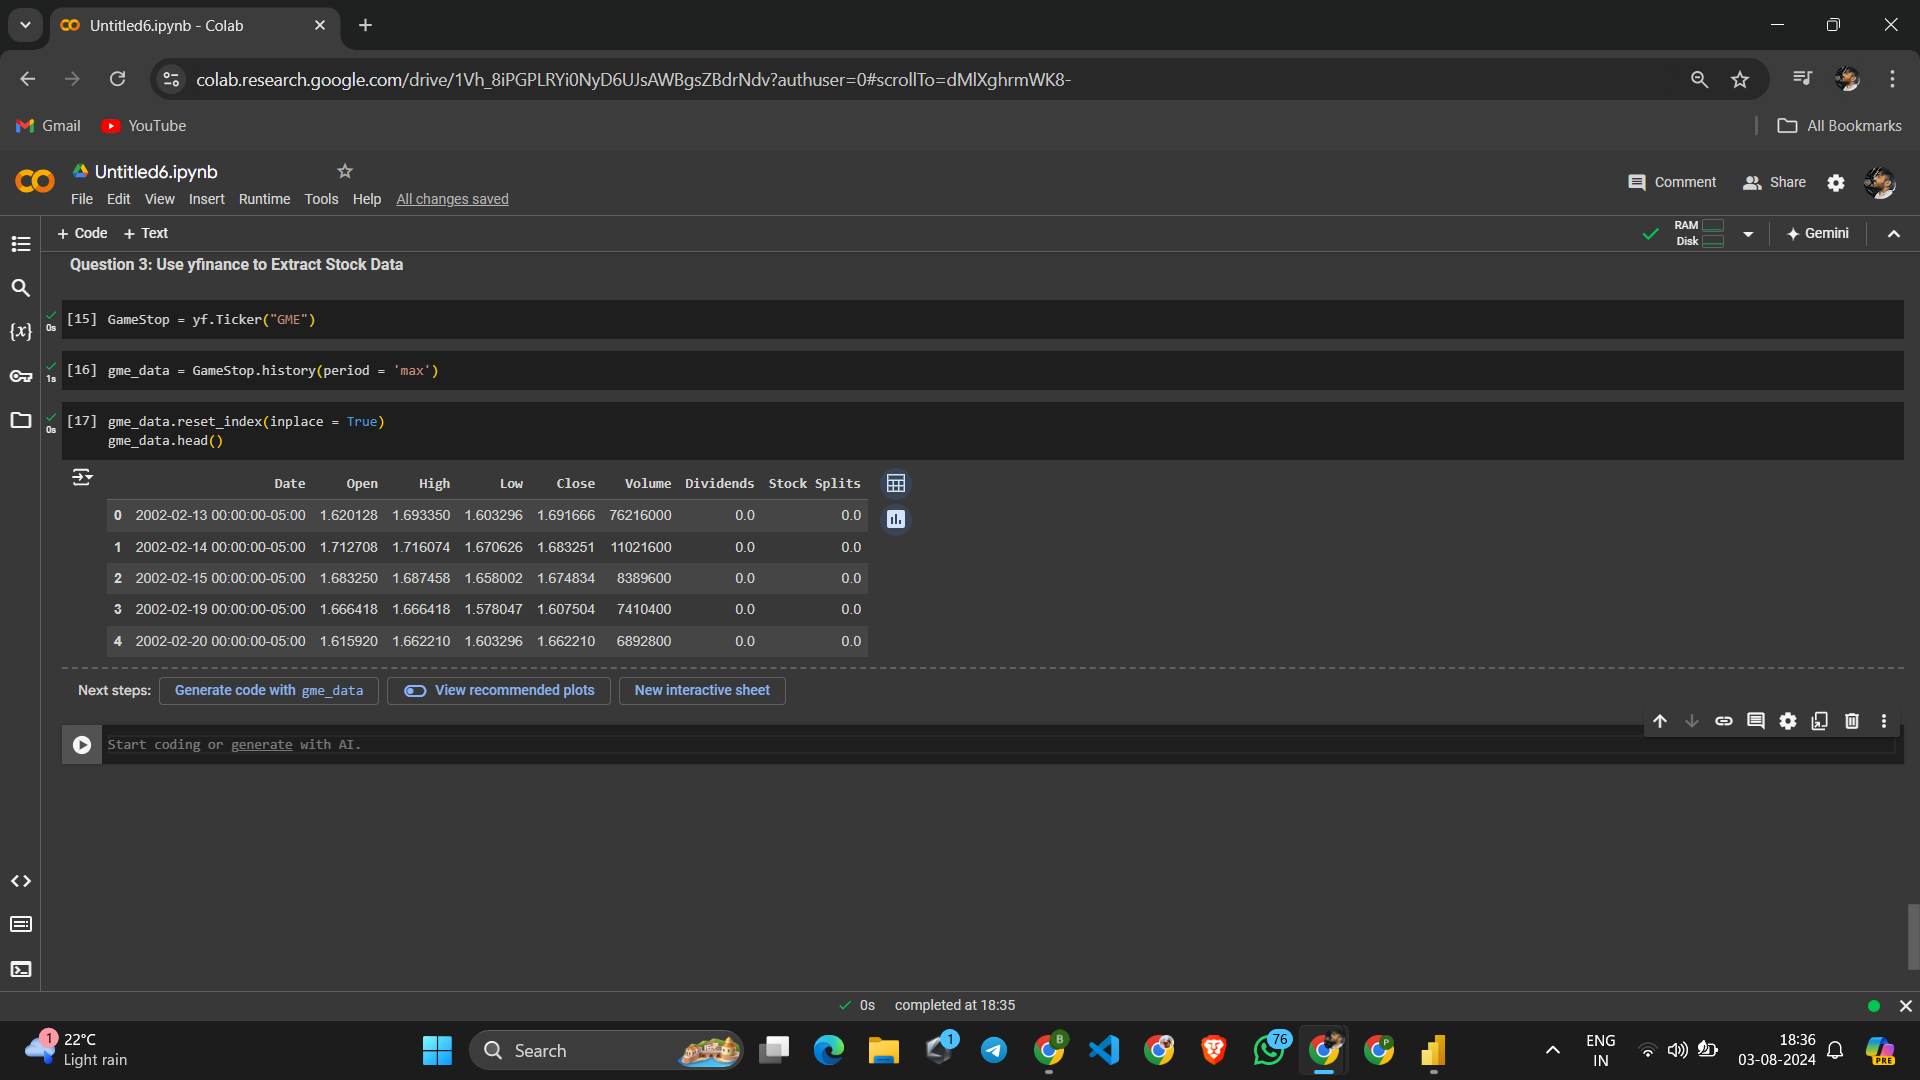 Untitled6.ipynb - Colab
colab.research.google.com/drive/1Vh_8iPGPLRYi0NyD6UJsAWBgsZBdrNdv?authuser=0#scrollTo=dMlXghrmWK8-
Gmail YouTube All Bookmarks
Untitled6.ipynb
File Edit View Insert Runtime Tools Help All changes saved
Comment Share
+ Code + Text
RAM
Disk
Gemini
Question 3: Use yfinance to Extract Stock Data
0s [15] GameStop = yf.Ticker("GME")
1s [16] gme_data = GameStop.history(period = 'max')
0s [17] gme_data.reset_index(inplace = True)
gme_data.head()
Date Open High Low Close Volume Dividends Stock Splits
0 2002-02-13 00:00:00-05:00 1.620128 1.693350 1.603296 1.691666 76216000 0.0 0.0
1 2002-02-14 00:00:00-05:00 1.712708 1.716074 1.670626 1.683251 11021600 0.0 0.0
2 2002-02-15 00:00:00-05:00 1.683250 1.687458 1.658002 1.674834 8389600 0.0 0.0
3 2002-02-19 00:00:00-05:00 1.666418 1.666418 1.578047 1.607504 7410400 0.0 0.0
4 2002-02-20 00:00:00-05:00 1.615920 1.662210 1.603296 1.662210 6892800 0.0 0.0
Next steps: Generate code with gme_data View recommended plots New interactive sheet
Start coding or generate with AI.
0s completed at 18:35
1
22°C
Light rain
Search
1
B
76
P
ENG
IN
18:36
03-08-2024
PRE